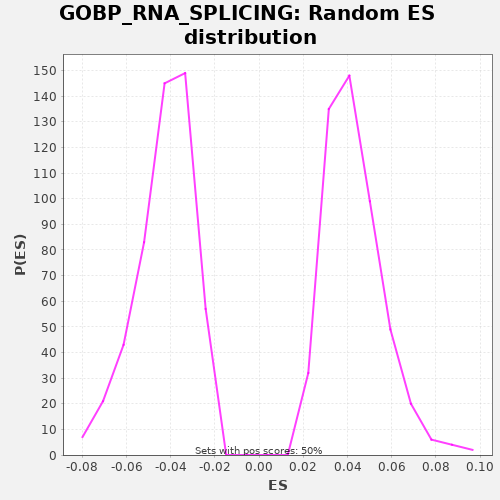 GOBP_RNA_SPLICING: Random ES
distribution
150
140
130
120
110
100
90
80
70
60
50
40
30
20
10
0
P(ES)
Sets with pos scores: 50%
-0.08 -0.06 -0.04 -0.02 0.00 0.02 0.04 0.06 0.08 0.10
ES